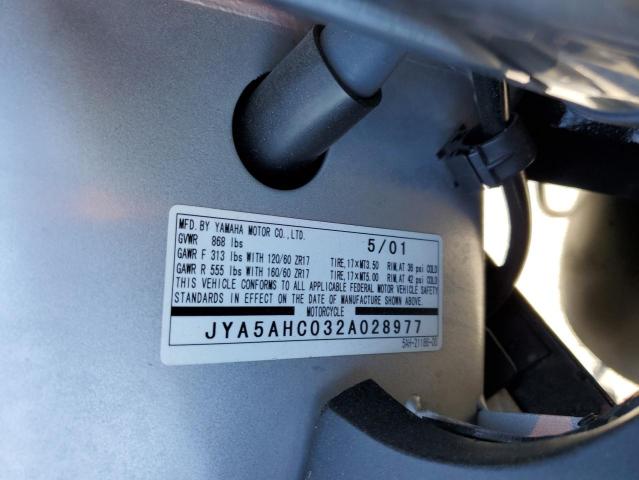 MFD. BY YAMAHA MOTOR CO., LTD. 5/01
GVWR 868 lbs
GAWR F 313 lbs WITH 120/60 ZR17 TIRE, 17×MT3.50 RIM, AT 36 psi COLD
GAWR R 555 lbs WITH 160/60 ZR17 TIRE, 17×MT5.00 RIM, AT 42 psi COLD
THIS VEHICLE CONFORMS TO ALL APPLICABLE FEDERAL MOTOR VEHICLE SAFETY
STANDARDS IN EFFECT ON THE DATE OF MANUFACTURE SHOWN ABOVE.
MOTORCYCLE
JYA5AHC032A028977
5AH-21186-00